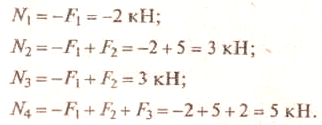 N₁ = −F₁ = −2 кН;
N₂ = −F₁ + F₂ = −2 + 5 = 3 кН;
N₃ = −F₁ + F₂ = 3 кН;
N₄ = −F₁ + F₂ + F₃ = −2 + 5 + 2 = 5 кН.